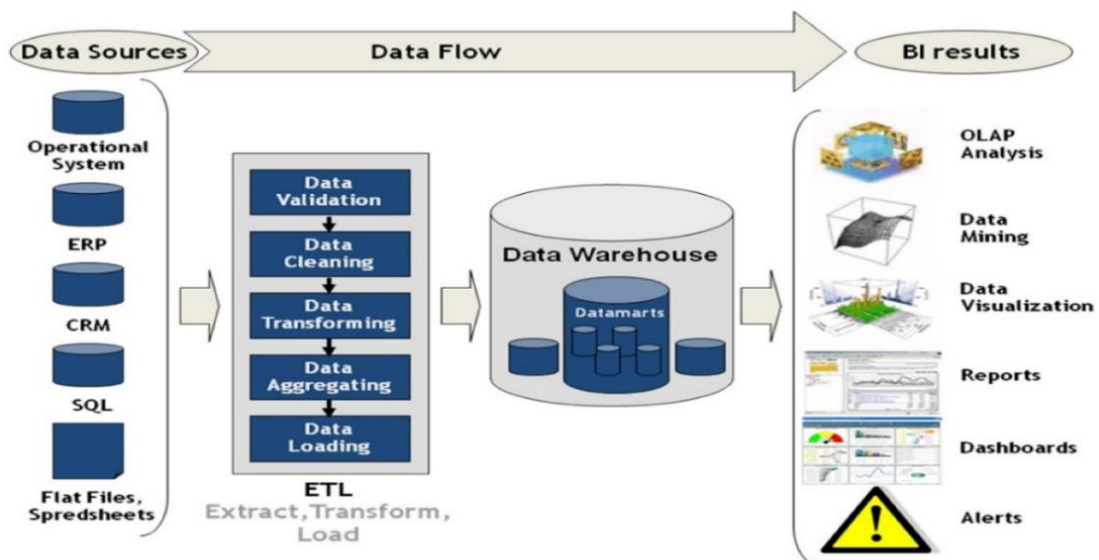 Data Sources
Data Flow
BI results
Operational
System
ERP
CRM
SQL
Flat Files,
Spredsheets
Data
Validation
Data
Cleaning
Data
Transforming
Data
Aggregating
Data
Loading
ETL
Extract,Transform,
Load
Data Warehouse
Datamarts
OLAP
Analysis
Data
Mining
Data
Visualization
Reports
Dashboards
Alerts